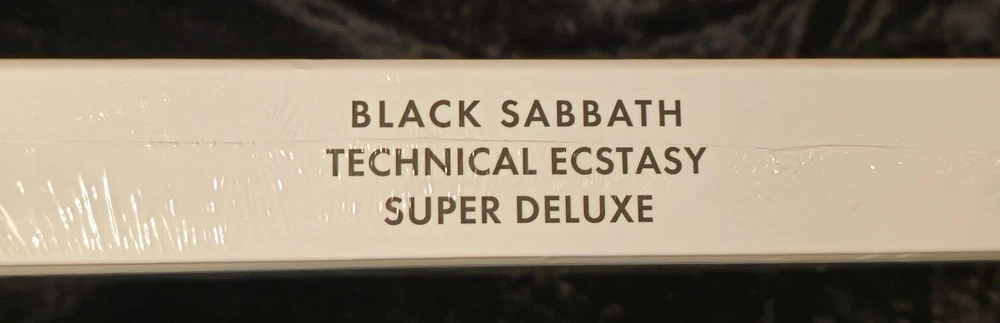 BLACK SABBATH
TECHNICAL ECSTASY
SUPER DELUXE